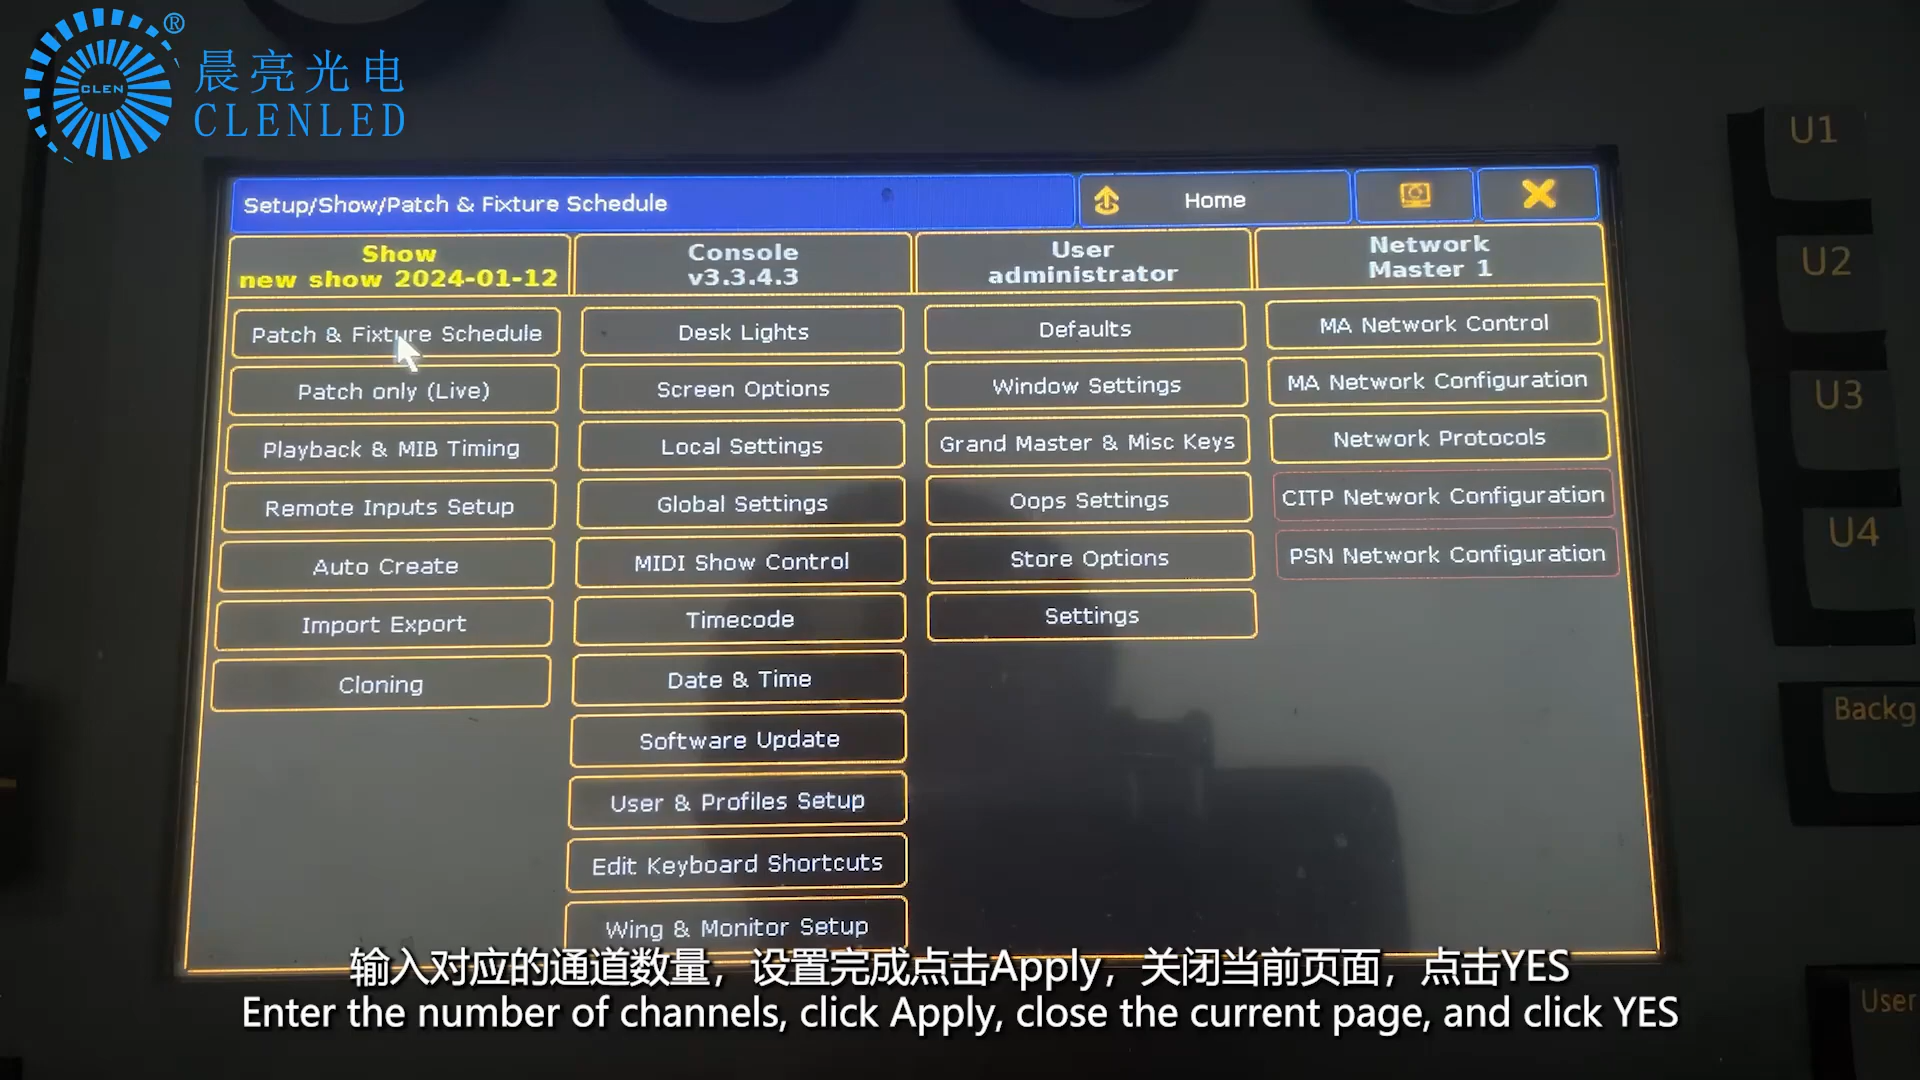 CLEN
®
晨亮光电
CLENLED
U1
U2
U3
U4
Backg
User
Setup/Show/Patch & Fixture Schedule
Home
Show
new show 2024-01-12
Console
v3.3.4.3
User
administrator
Network
Master 1
Patch & Fixture Schedule
Desk Lights
Defaults
MA Network Control
Patch only (Live)
Screen Options
Window Settings
MA Network Configuration
Playback & MIB Timing
Local Settings
Grand Master & Misc Keys
Network Protocols
Remote Inputs Setup
Global Settings
Oops Settings
CITP Network Configuration
Auto Create
MIDI Show Control
Store Options
PSN Network Configuration
Import Export
Timecode
Settings
Cloning
Date & Time
Software Update
User & Profiles Setup
Edit Keyboard Shortcuts
Wing & Monitor Setup
输入对应的通道数量，设置完成点击Apply，关闭当前页面，点击YES
Enter the number of channels, click Apply, close the current page, and click YES